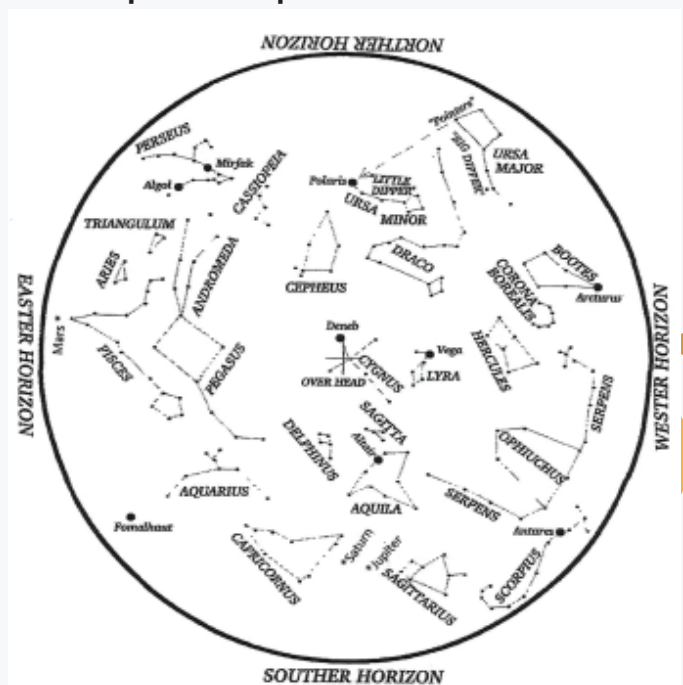 NORTHER HORIZON
"Pointers"
PERSEUS
Mirfak
Algol
CASSIOPEIA
Polaris
"LITTLE
DIPPER"
URSA
MINOR
"BIG DIPPER"
URSA
MAJOR
TRIANGULUM
ARIES
ANDROMEDA
CEPHEUS
DRACO
BOOTES
CORONA
BOREALIS
Arcturus
EASTER HORIZON
Mars
PISCES
PEGASUS
Deneb
OVER HEAD
CYGNUS
Vega
LYRA
HERCULES
SERPENS
WESTER HORIZON
SAGITTA
DELPHINUS
Altair
AQUILA
OPHIUCHUS
SERPENS
AQUARIUS
Fomalhaut
CAPRICORNUS
Saturn
Jupiter
SAGITTARIUS
Antares
SCORPIUS
SOUTHER HORIZON